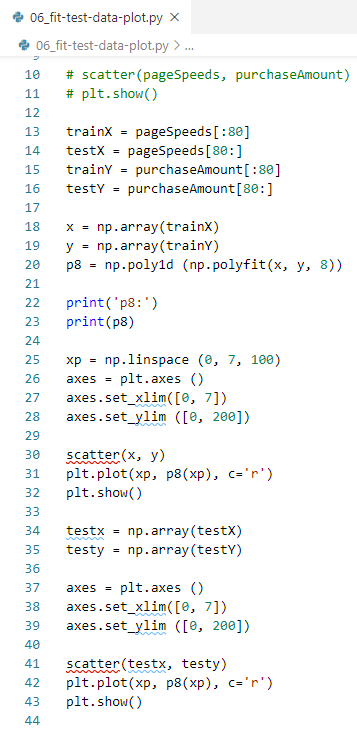 06_fit-test-data-plot.py ×
06_fit-test-data-plot.py > ...
9
10 # scatter(pageSpeeds, purchaseAmount)
11 # plt.show()
12
13 trainX = pageSpeeds[:80]
14 testX = pageSpeeds[80:]
15 trainY = purchaseAmount[:80]
16 testY = purchaseAmount[80:]
17
18 x = np.array(trainX)
19 y = np.array(trainY)
20 p8 = np.poly1d (np.polyfit(x, y, 8))
21
22 print('p8:')
23 print(p8)
24
25 xp = np.linspace (0, 7, 100)
26 axes = plt.axes ()
27 axes.set_xlim([0, 7])
28 axes.set_ylim ([0, 200])
29
30 scatter(x, y)
31 plt.plot(xp, p8(xp), c='r')
32 plt.show()
33
34 testx = np.array(testX)
35 testy = np.array(testY)
36
37 axes = plt.axes ()
38 axes.set_xlim([0, 7])
39 axes.set_ylim ([0, 200])
40
41 scatter(testx, testy)
42 plt.plot(xp, p8(xp), c='r')
43 plt.show()
44